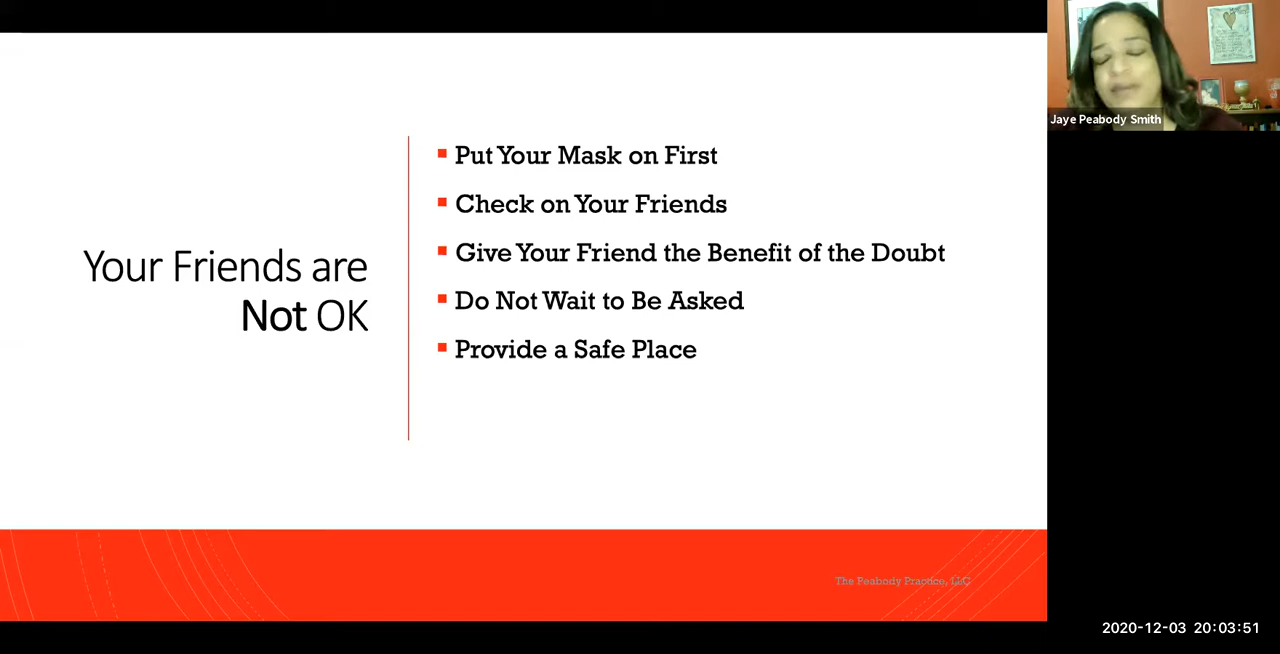 Your Friends are
Not OK
Put Your Mask on First
Check on Your Friends
Give Your Friend the Benefit of the Doubt
Do Not Wait to Be Asked
Provide a Safe Place
The Peabody Practice, LLC
Jaye Peabody Smith
2020-12-03 20:03:51